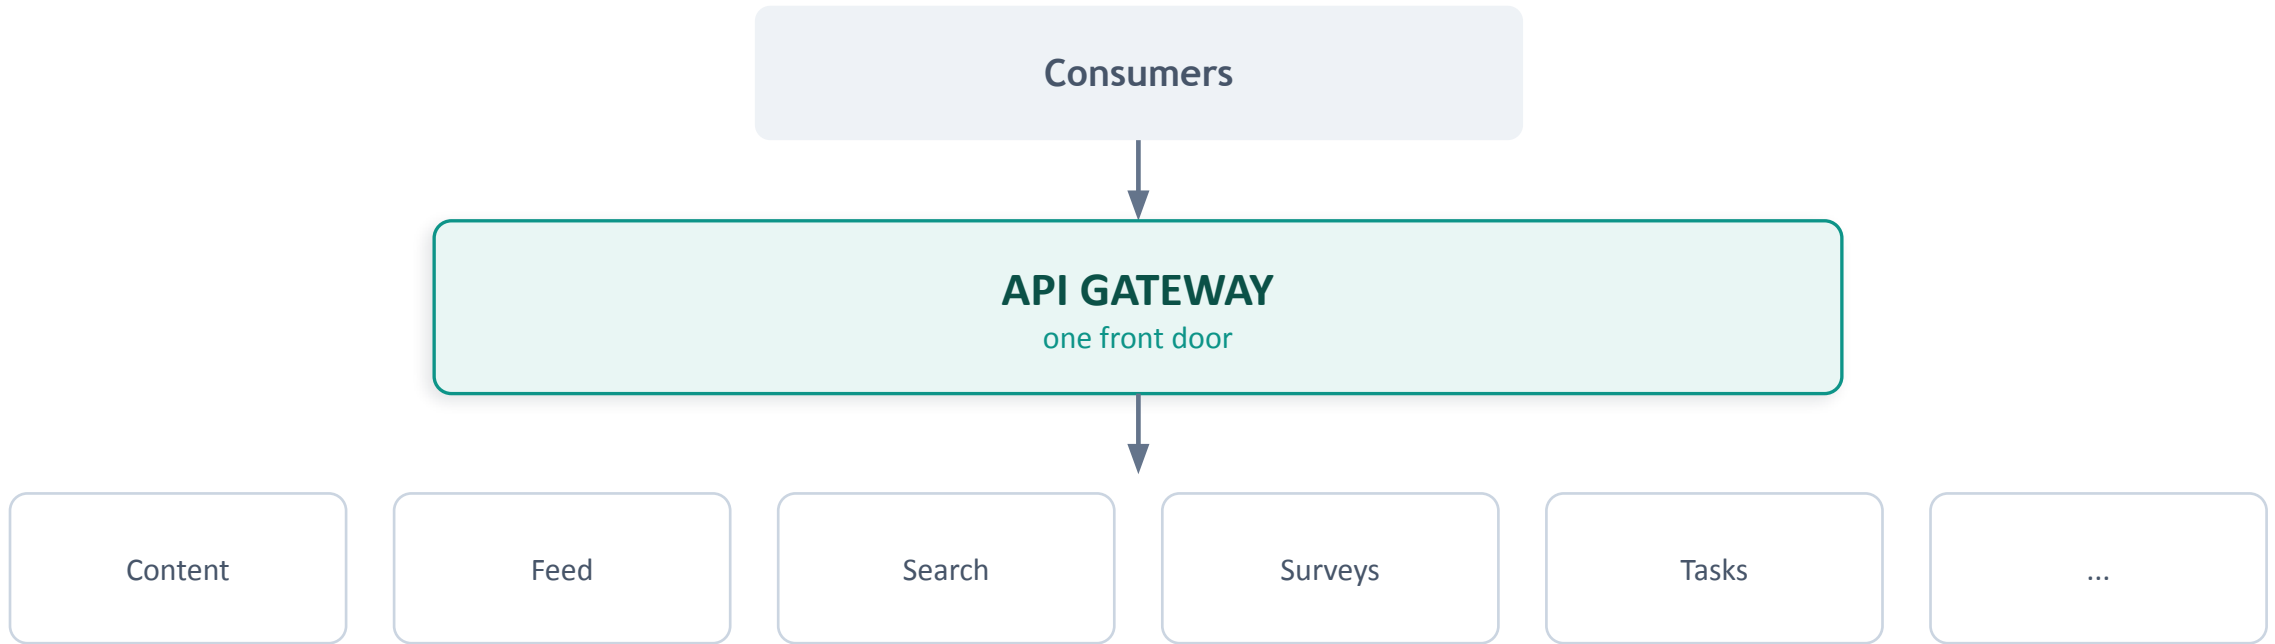 Consumers
API GATEWAY
one front door
Content
Feed
Search
Surveys
Tasks
...